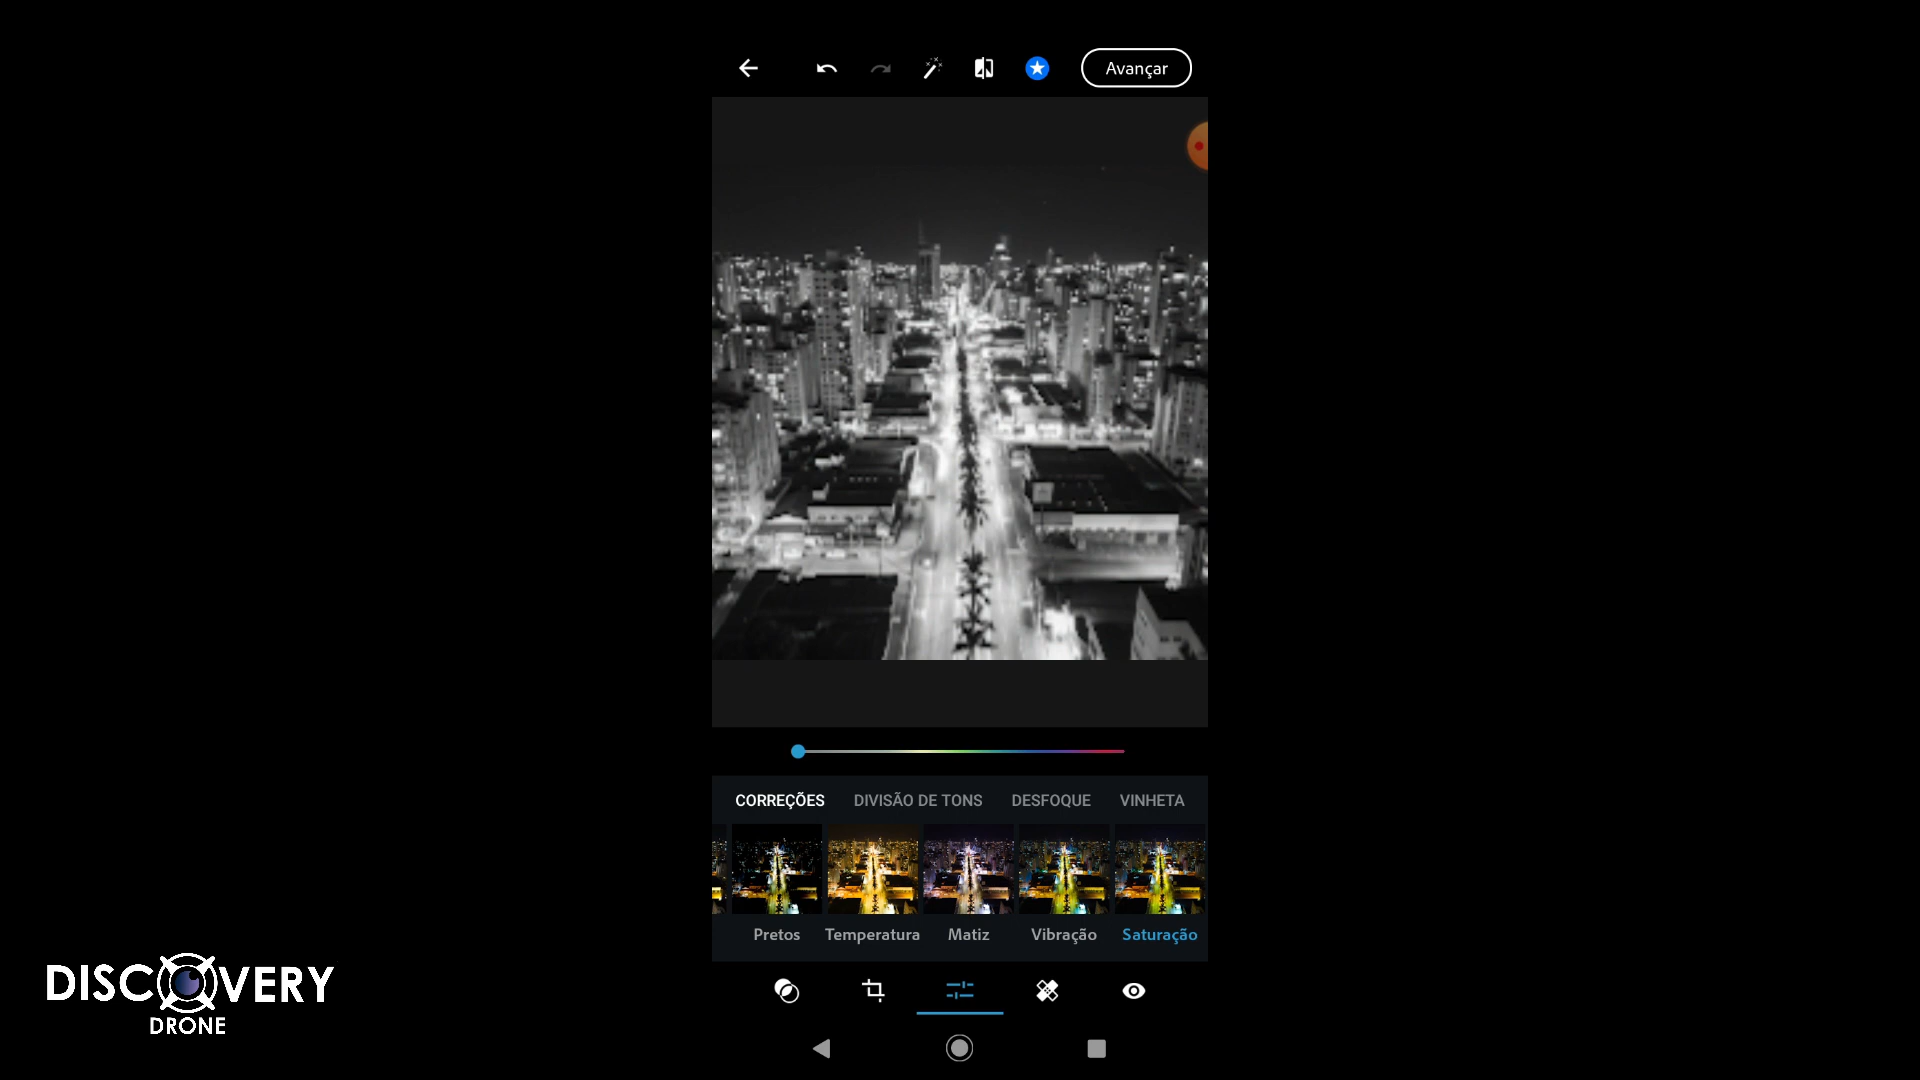 Avançar
CORREÇÕES DIVISÃO DE TONS DESFOQUE VINHETA
Pretos Temperatura Matiz Vibração Saturação
DISCOVERY
DRONE